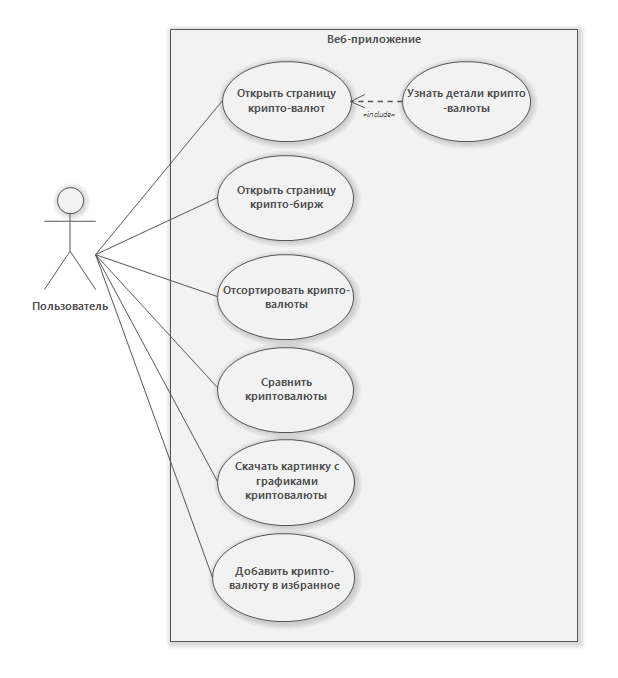 Веб-приложение
Открыть страницу
крипто-валют
Узнать детали крипто
-валюты
«include»
Открыть страницу
крипто-бирж
Отсортировать крипто-
валюты
Пользователь
Сравнить
криптовалюты
Скачать картинку с
графиками
криптовалюты
Добавить крипто-
валюту в избранное